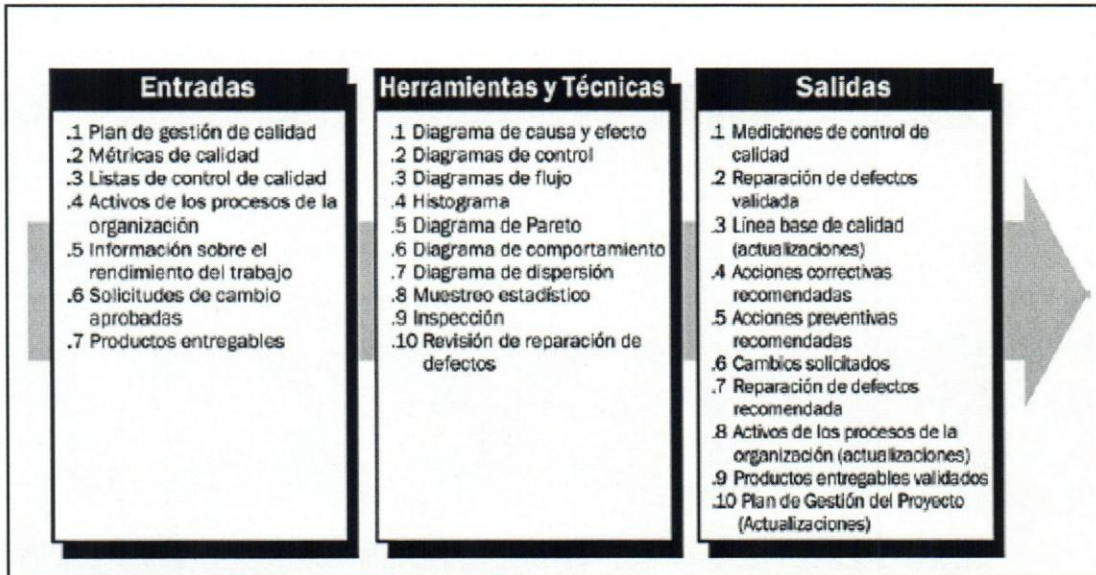 Entradas
.1 Plan de gestión de calidad
.2 Métricas de calidad
.3 Listas de control de calidad
.4 Activos de los procesos de la
organización
.5 Información sobre el
rendimiento del trabajo
.6 Solicitudes de cambio
aprobadas
.7 Productos entregables
Herramientas y Técnicas
.1 Diagrama de causa y efecto
.2 Diagramas de control
.3 Diagramas de flujo
.4 Histograma
.5 Diagrama de Pareto
.6 Diagrama de comportamiento
.7 Diagrama de dispersión
.8 Muestreo estadístico
.9 Inspección
.10 Revisión de reparación de
defectos
Salidas
.1 Mediciones de control de
calidad
.2 Reparación de defectos
validada
.3 Línea base de calidad
(actualizaciones)
.4 Acciones correctivas
recomendadas
.5 Acciones preventivas
recomendadas
.6 Cambios solicitados
.7 Reparación de defectos
recomendada
.8 Activos de los procesos de la
organización (actualizaciones)
.9 Productos entregables validados
.10 Plan de Gestión del Proyecto
(Actualizaciones)